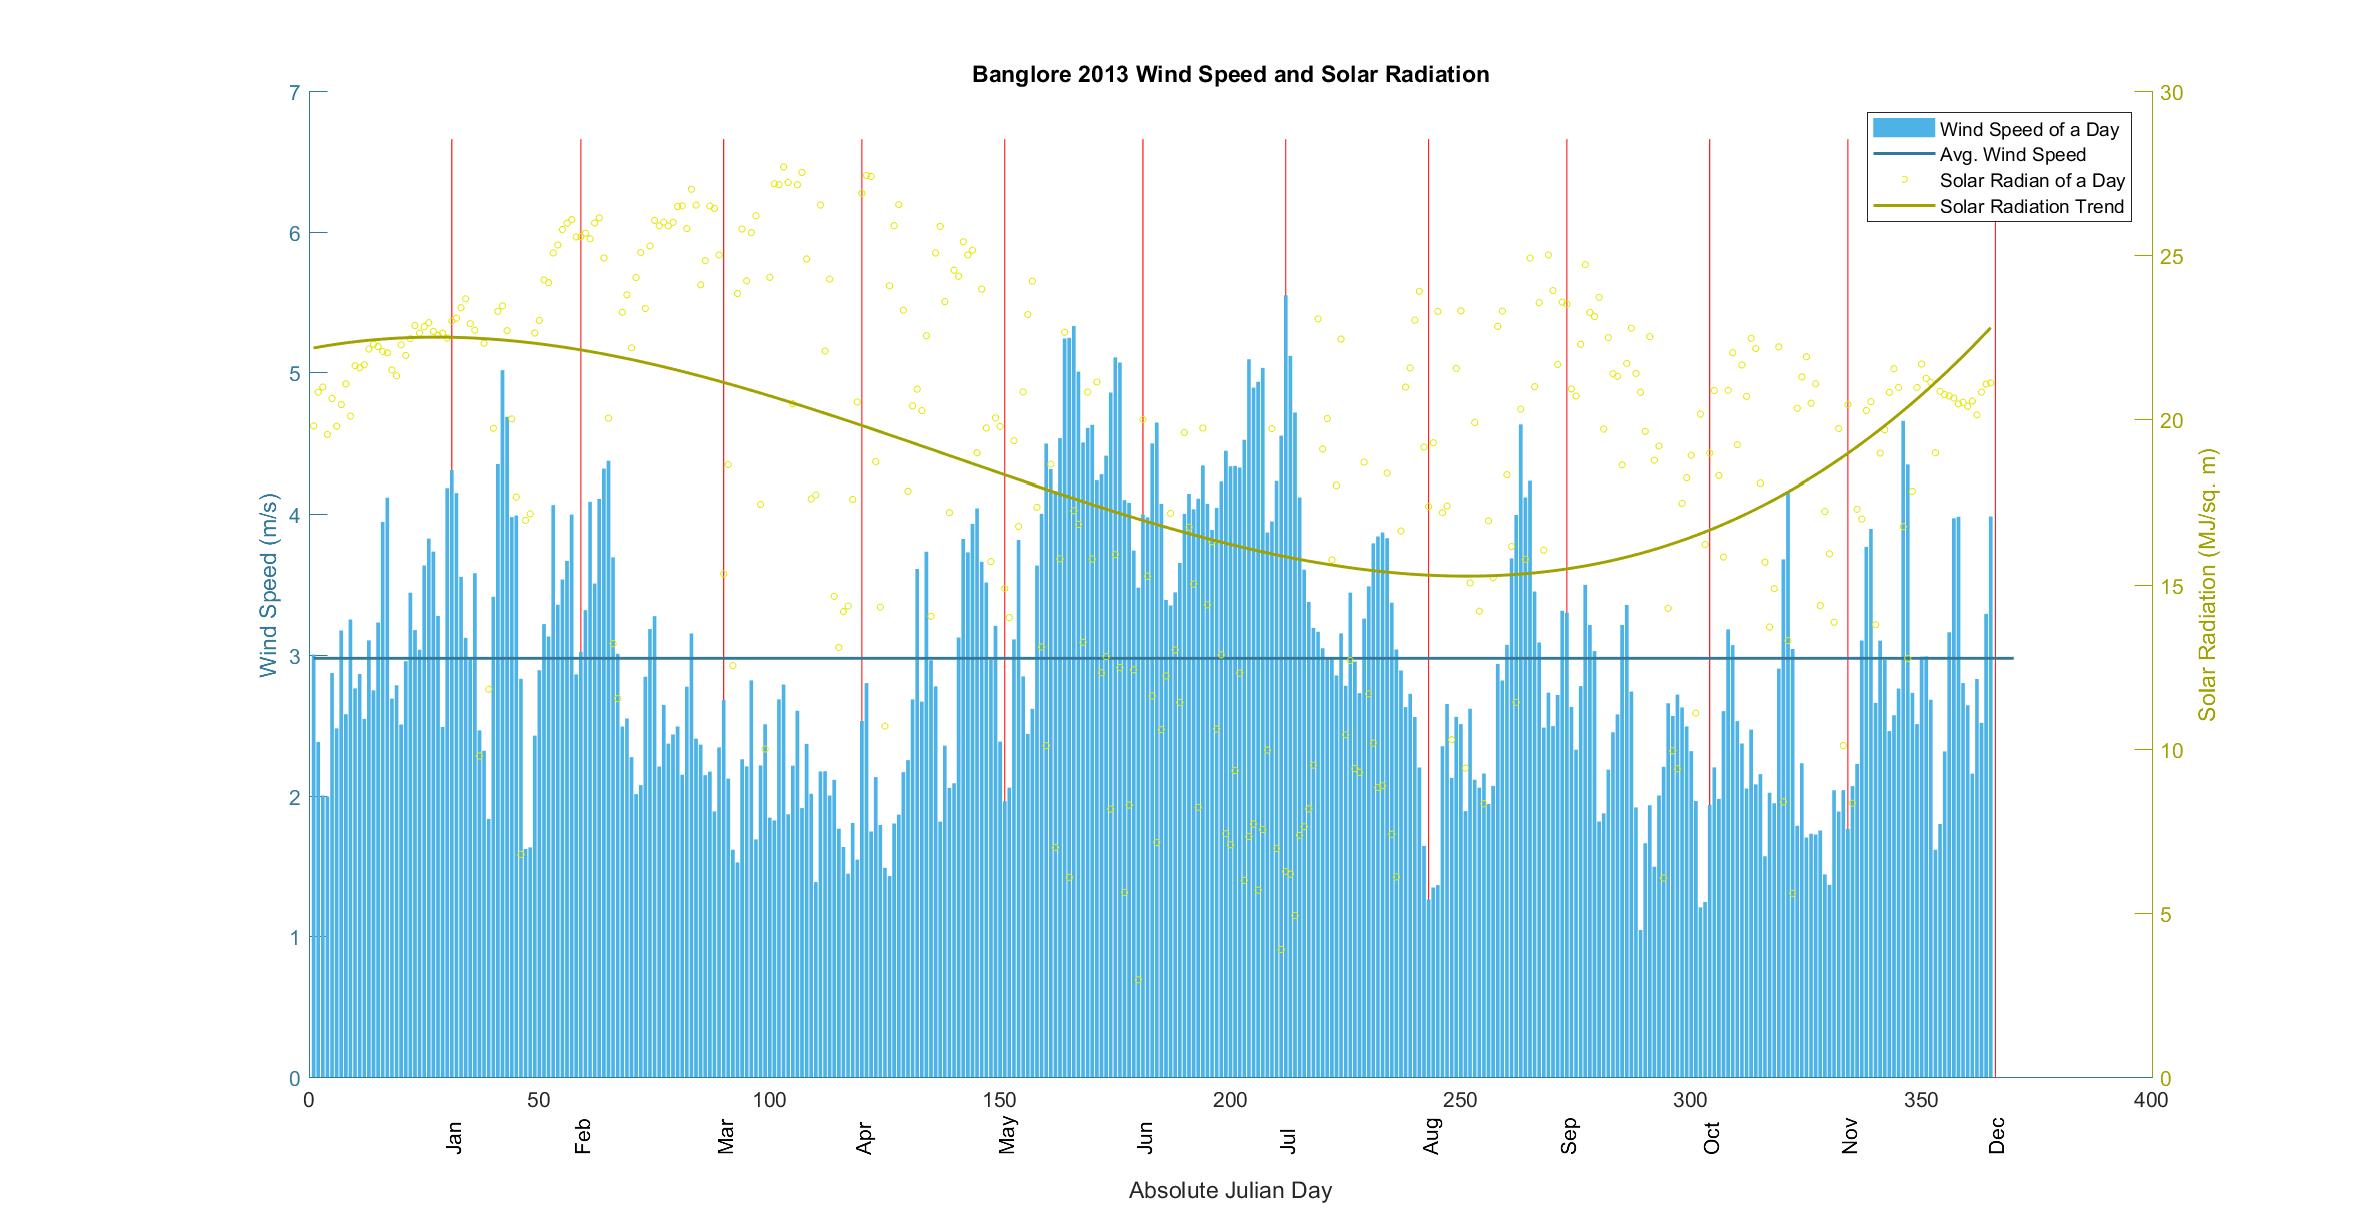 Banglore 2013 Wind Speed and Solar Radiation
Wind Speed of a Day
Avg. Wind Speed
Solar Radian of a Day
Solar Radiation Trend
7
6
5
4
3
2
1
0
Wind Speed (m/s)
30
25
20
15
10
5
0
Solar Radiation (MJ/sq. m)
0 50 100 150 200 250 300 350 400
Jan Feb Mar Apr May Jun Jul Aug Sep Oct Nov Dec
Absolute Julian Day